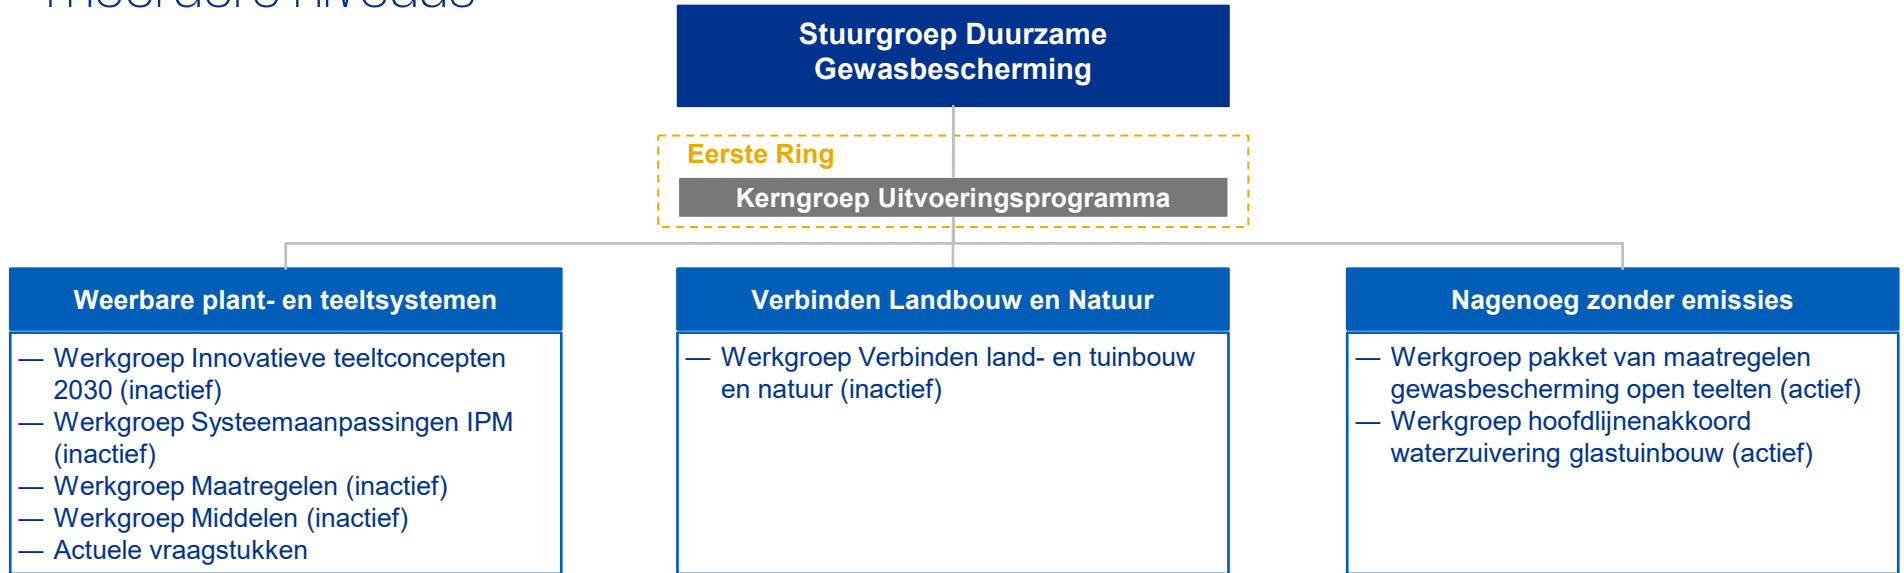 meerdere niveaus
Stuurgroep Duurzame
Gewasbescherming
Eerste Ring
Kerngroep Uitvoeringsprogramma
Weerbare plant- en teeltsystemen
— Werkgroep Innovatieve teeltconcepten
2030 (inactief)
— Werkgroep Systeemaanpassingen IPM
(inactief)
— Werkgroep Maatregelen (inactief)
— Werkgroep Middelen (inactief)
— Actuele vraagstukken
Verbinden Landbouw en Natuur
— Werkgroep Verbinden land- en tuinbouw
en natuur (inactief)
Nagenoeg zonder emissies
— Werkgroep pakket van maatregelen
gewasbescherming open teelten (actief)
— Werkgroep hoofdlijnenakkoord
waterzuivering glastuinbouw (actief)